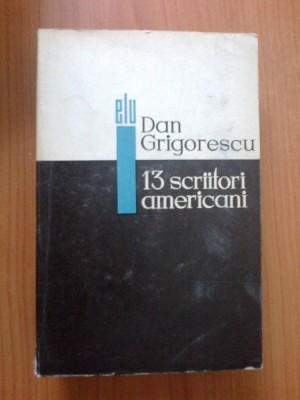 elu
Dan
Grigorescu
13 scriitori
americani